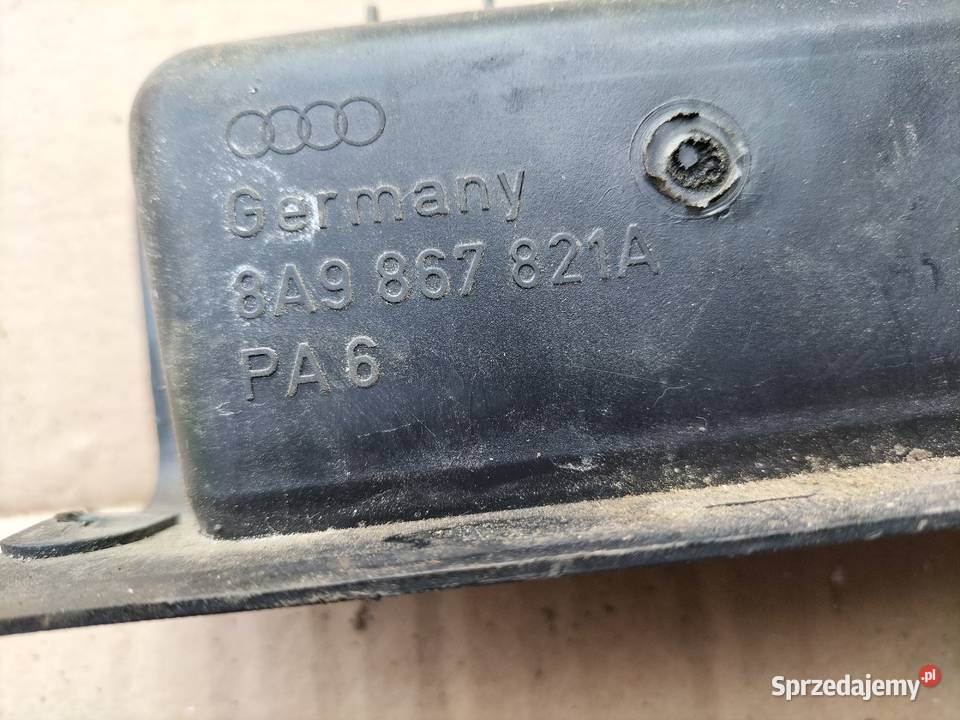 Germany
8A9 867 821A
PA 6
Sprzedajemy.pl